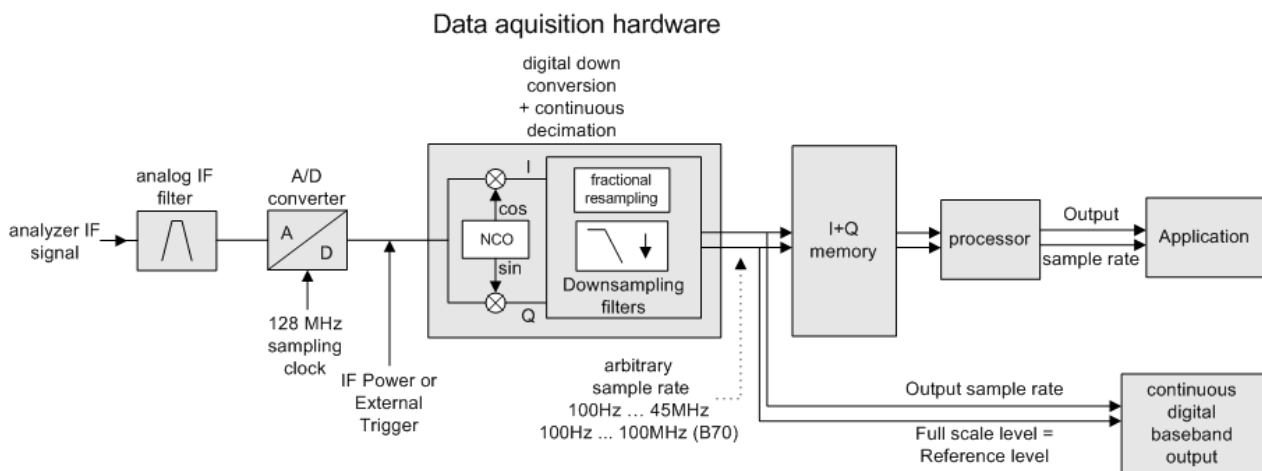 Data aquisition hardware
digital down
conversion
+ continuous
decimation
analyzer IF
signal
analog IF
filter
A/D
converter
A
D
128 MHz
sampling
clock
IF Power or
External
Trigger
I
cos
NCO
sin
Q
fractional
resampling
Downsampling
filters
arbitrary
sample rate
100Hz … 45MHz
100Hz ... 100MHz (B70)
I+Q
memory
processor
Output
sample rate
Application
Output sample rate
Full scale level =
Reference level
continuous
digital
baseband
output